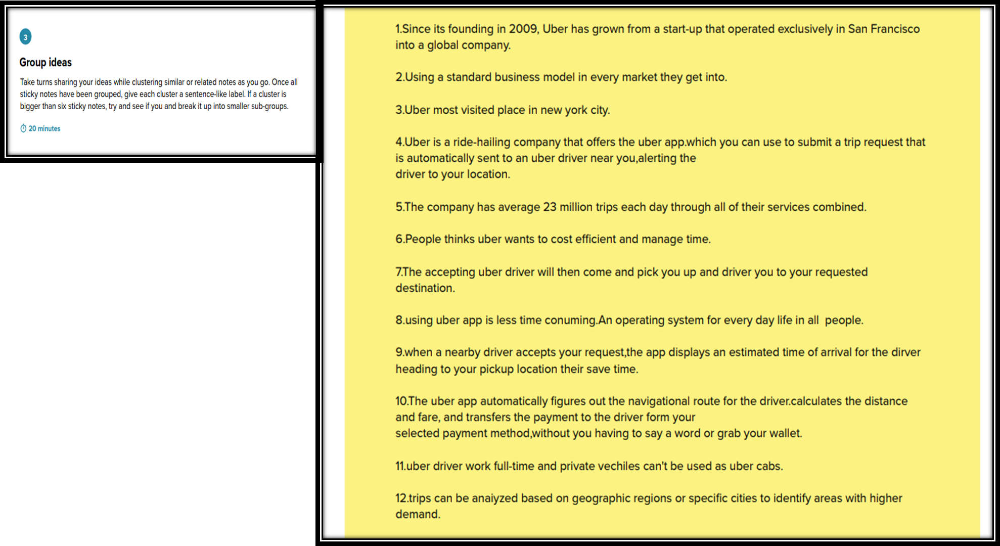 3
Group ideas
Take turns sharing your ideas while clustering similar or related notes as you go. Once all
sticky notes have been grouped, give each cluster a sentence-like label. If a cluster is
bigger than six sticky notes, try and see if you and break it up into smaller sub-groups.
20 minutes
1.Since its founding in 2009, Uber has grown from a start-up that operated exclusively in San Francisco
into a global company.
2.Using a standard business model in every market they get into.
3.Uber most visited place in new york city.
4.Uber is a ride-hailing company that offers the uber app.which you can use to submit a trip request that
is automatically sent to an uber driver near you,alerting the
driver to your location.
5.The company has average 23 million trips each day through all of their services combined.
6.People thinks uber wants to cost efficient and manage time.
7.The accepting uber driver will then come and pick you up and driver you to your requested
destination.
8.using uber app is less time conuming.An operating system for every day life in all  people.
9.when a nearby driver accepts your request,the app displays an estimated time of arrival for the dirver
heading to your pickup location their save time.
10.The uber app automatically figures out the navigational route for the driver.calculates the distance
and fare, and transfers the payment to the driver form your
selected payment method,without you having to say a word or grab your wallet.
11.uber driver work full-time and private vechiles can't be used as uber cabs.
12.trips can be anaiyzed based on geographic regions or specific cities to identify areas with higher
demand.